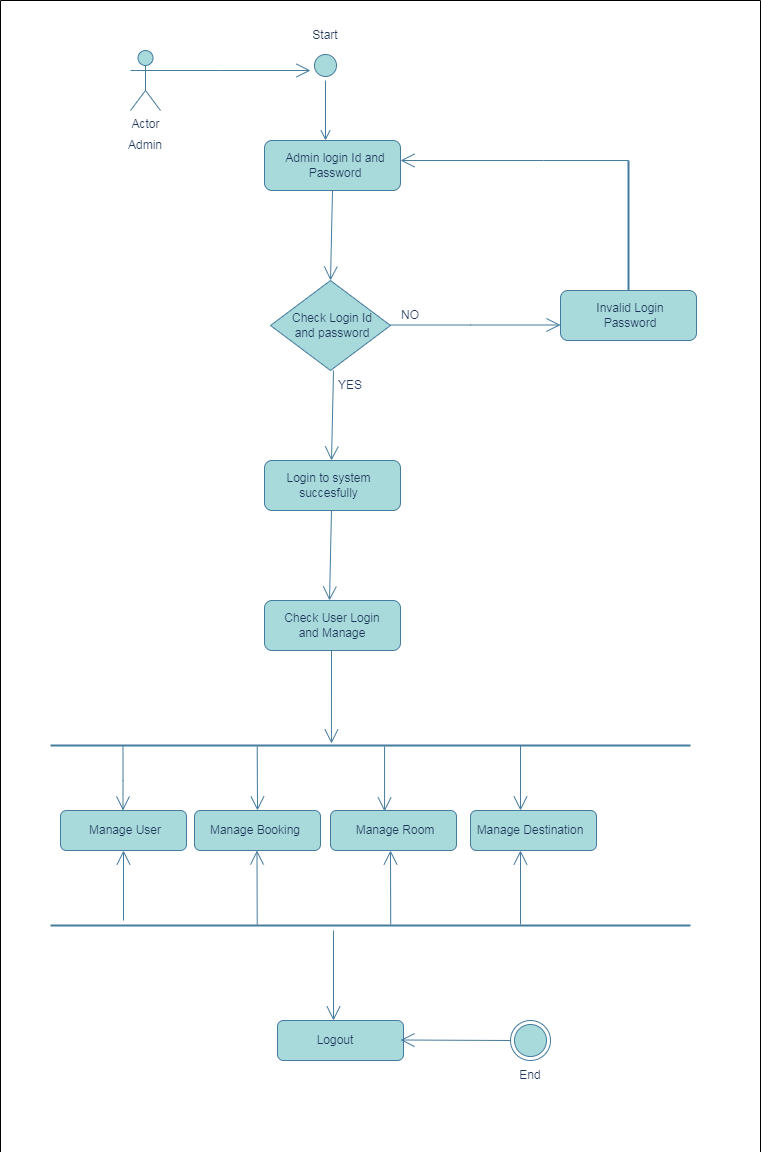 Start
Actor
Admin
Admin login Id and
Password
Check Login Id
and password
NO
Invalid Login
Password
YES
Login to system
succesfully
Check User Login
and Manage
Manage User
Manage Booking
Manage Room
Manage Destination
Logout
End